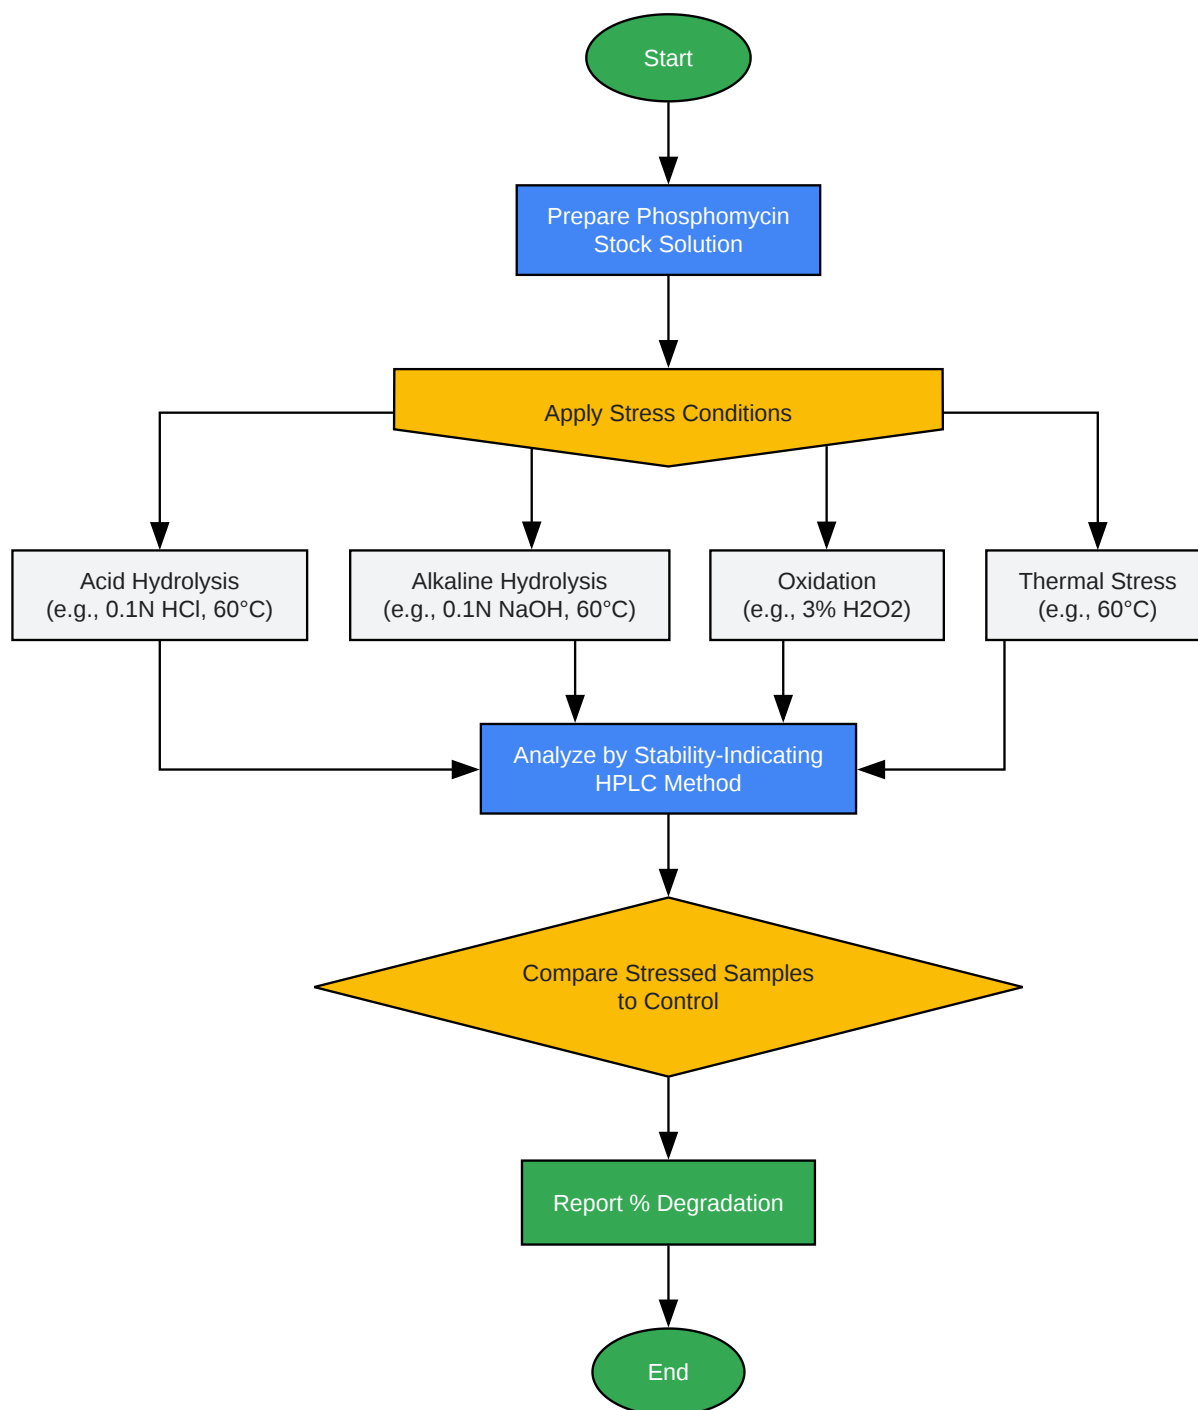 Start
Prepare Phosphomycin
Stock Solution
Apply Stress Conditions
Acid Hydrolysis
(e.g., 0.1N HCl, 60°C)
Alkaline Hydrolysis
(e.g., 0.1N NaOH, 60°C)
Oxidation
(e.g., 3% H2O2)
Thermal Stress
(e.g., 60°C)
Analyze by Stability-Indicating
HPLC Method
Compare Stressed Samples
to Control
Report % Degradation
End